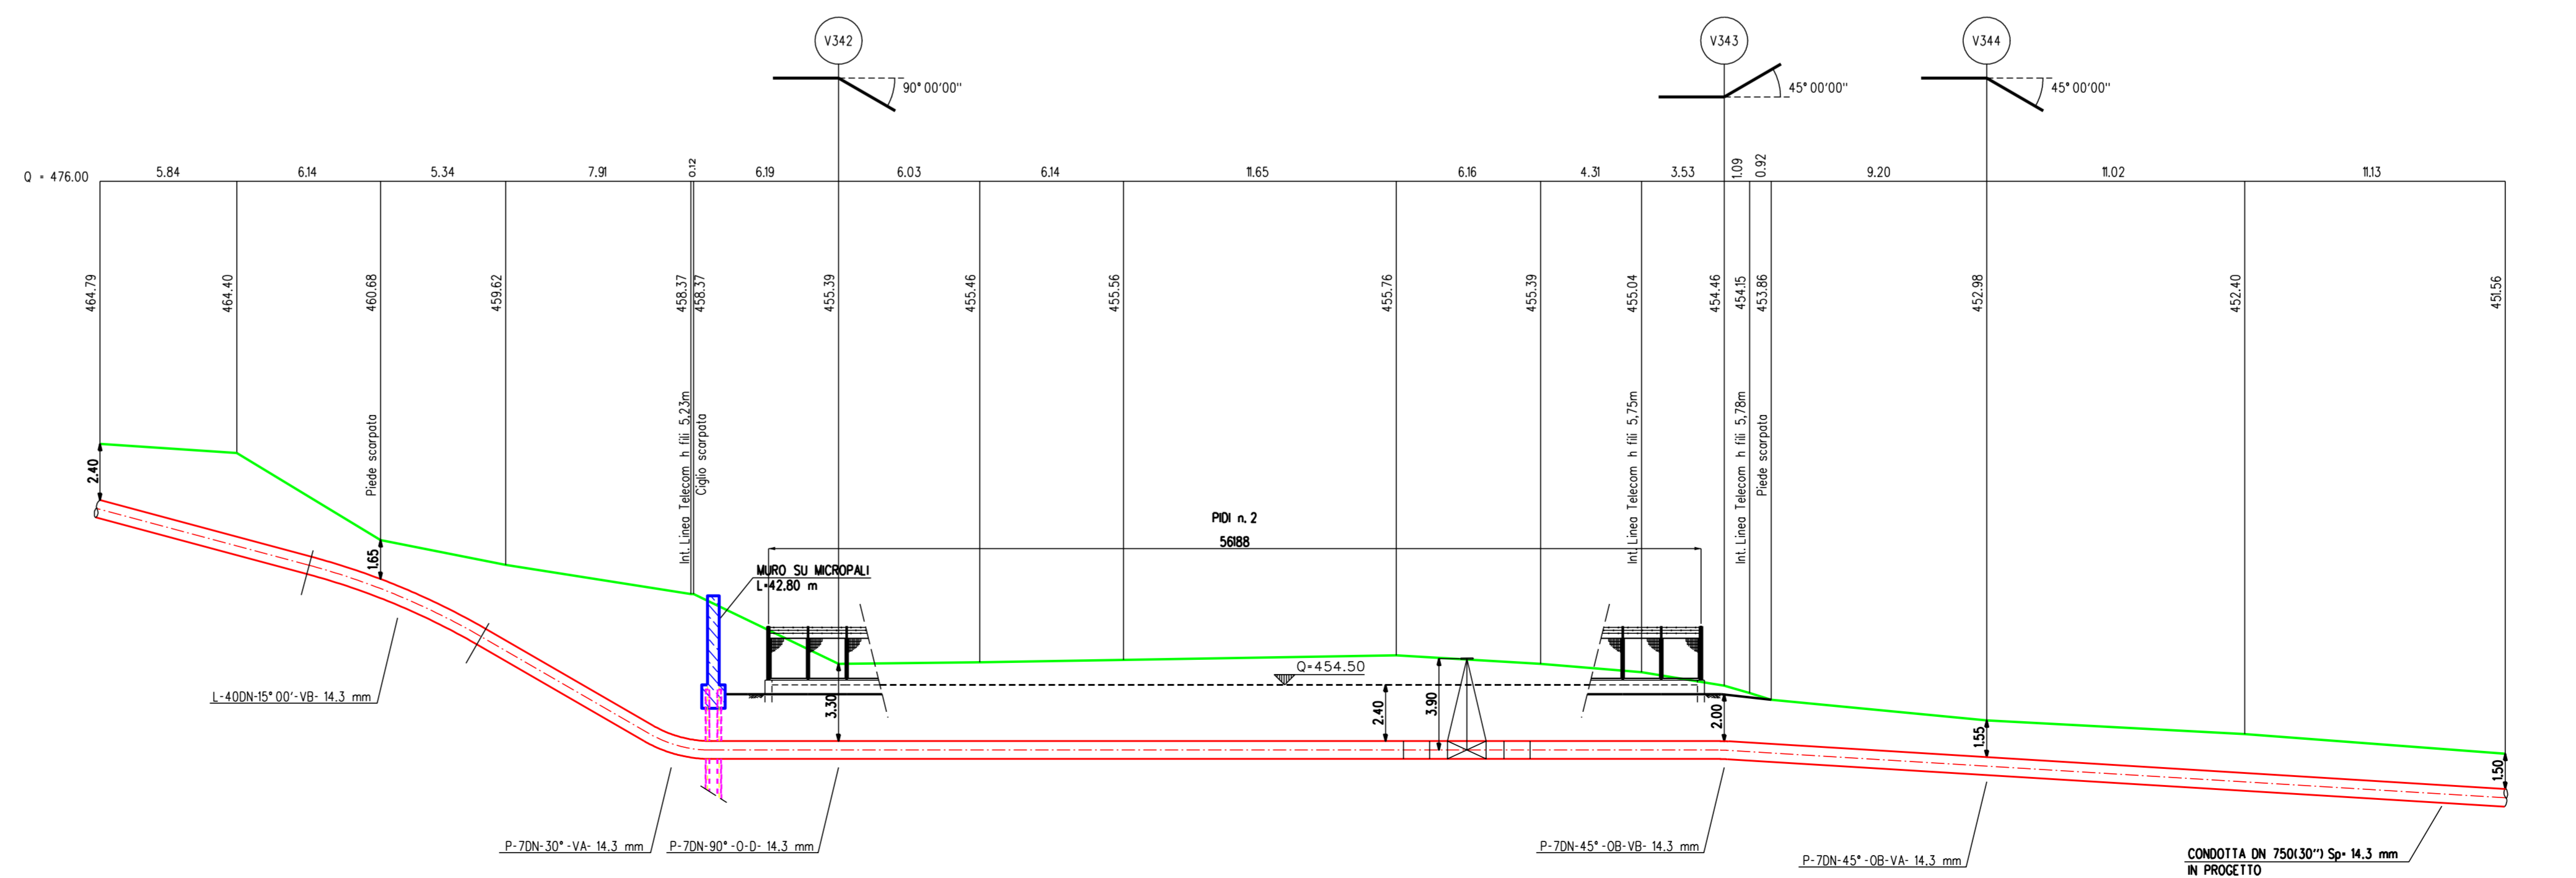 V342
V343
V344
90°00'00"
45°00'00"
45°00'00"
Q = 476.00
5.84
6.14
5.34
7.91
0.12
6.19
6.03
6.14
11.65
6.16
4.31
3.53
1.09
0.92
9.20
11.02
11.13
464.79
464.40
460.68
459.62
458.37
458.37
455.39
455.46
455.56
455.76
455.39
455.04
454.46
454.15
453.86
452.98
452.40
451.56
Piede scarpata
Int. Linea Telecom h fili 5,23m
Ciglio scarpata
Int. Linea Telecom h fili 5,75m
Int. Linea Telecom h fili 5,78m
Piede scarpata
2.40
1.65
PIDI n. 2
56188
MURO SU MICROPALI
L=42.80 m
Q=454.50
3.30
2.40
3.90
2.00
1.55
1.50
L-40DN-15°00'-VB- 14.3 mm
P-7DN-30°-VA- 14.3 mm
P-7DN-90°-O-D- 14.3 mm
P-7DN-45°-OB-VB- 14.3 mm
P-7DN-45°-OB-VA- 14.3 mm
CONDOTTA DN 750(30") Sp= 14.3 mm
IN PROGETTO